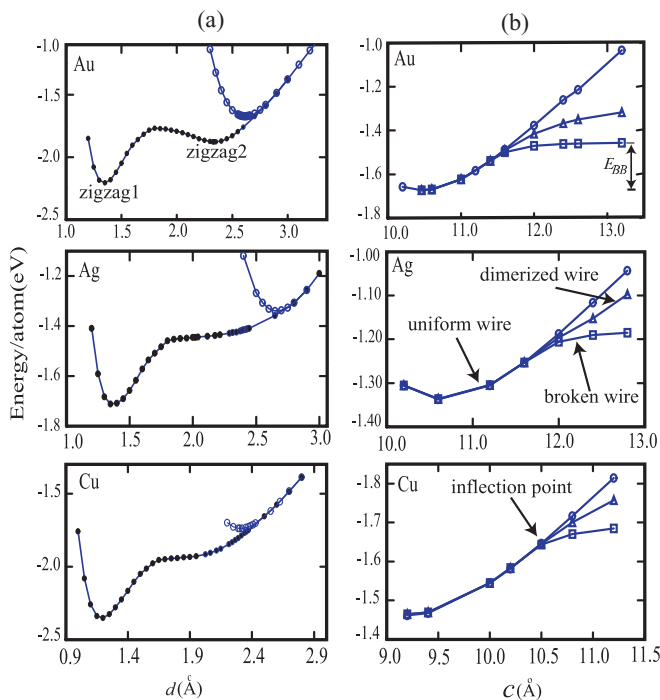 (a)
(b)
Energy/atom(eV)
Au
-1.0
-1.5
-2.0
-2.5
zigzag1
zigzag2
1.0 1.5 2.0 2.5 3.0
Au
-1.0
-1.2
-1.4
-1.6
-1.8
E_BB
10.0 11.0 12.0 13.0
Ag
-1.2
-1.4
-1.6
-1.8
1.0 1.5 2.0 2.5 3.0
Ag
-1.00
-1.10
-1.20
-1.30
-1.40
dimerized wire
uniform wire
broken wire
10.0 11.0 12.0 13.0
Cu
-1.5
-2.0
-2.5
0.9 1.4 1.9 2.4 2.9
d(Å)
Cu
-1.8
-1.7
-1.6
-1.5
-1.4
inflection point
9.0 9.5 10.0 10.5 11.0 11.5
c(Å)